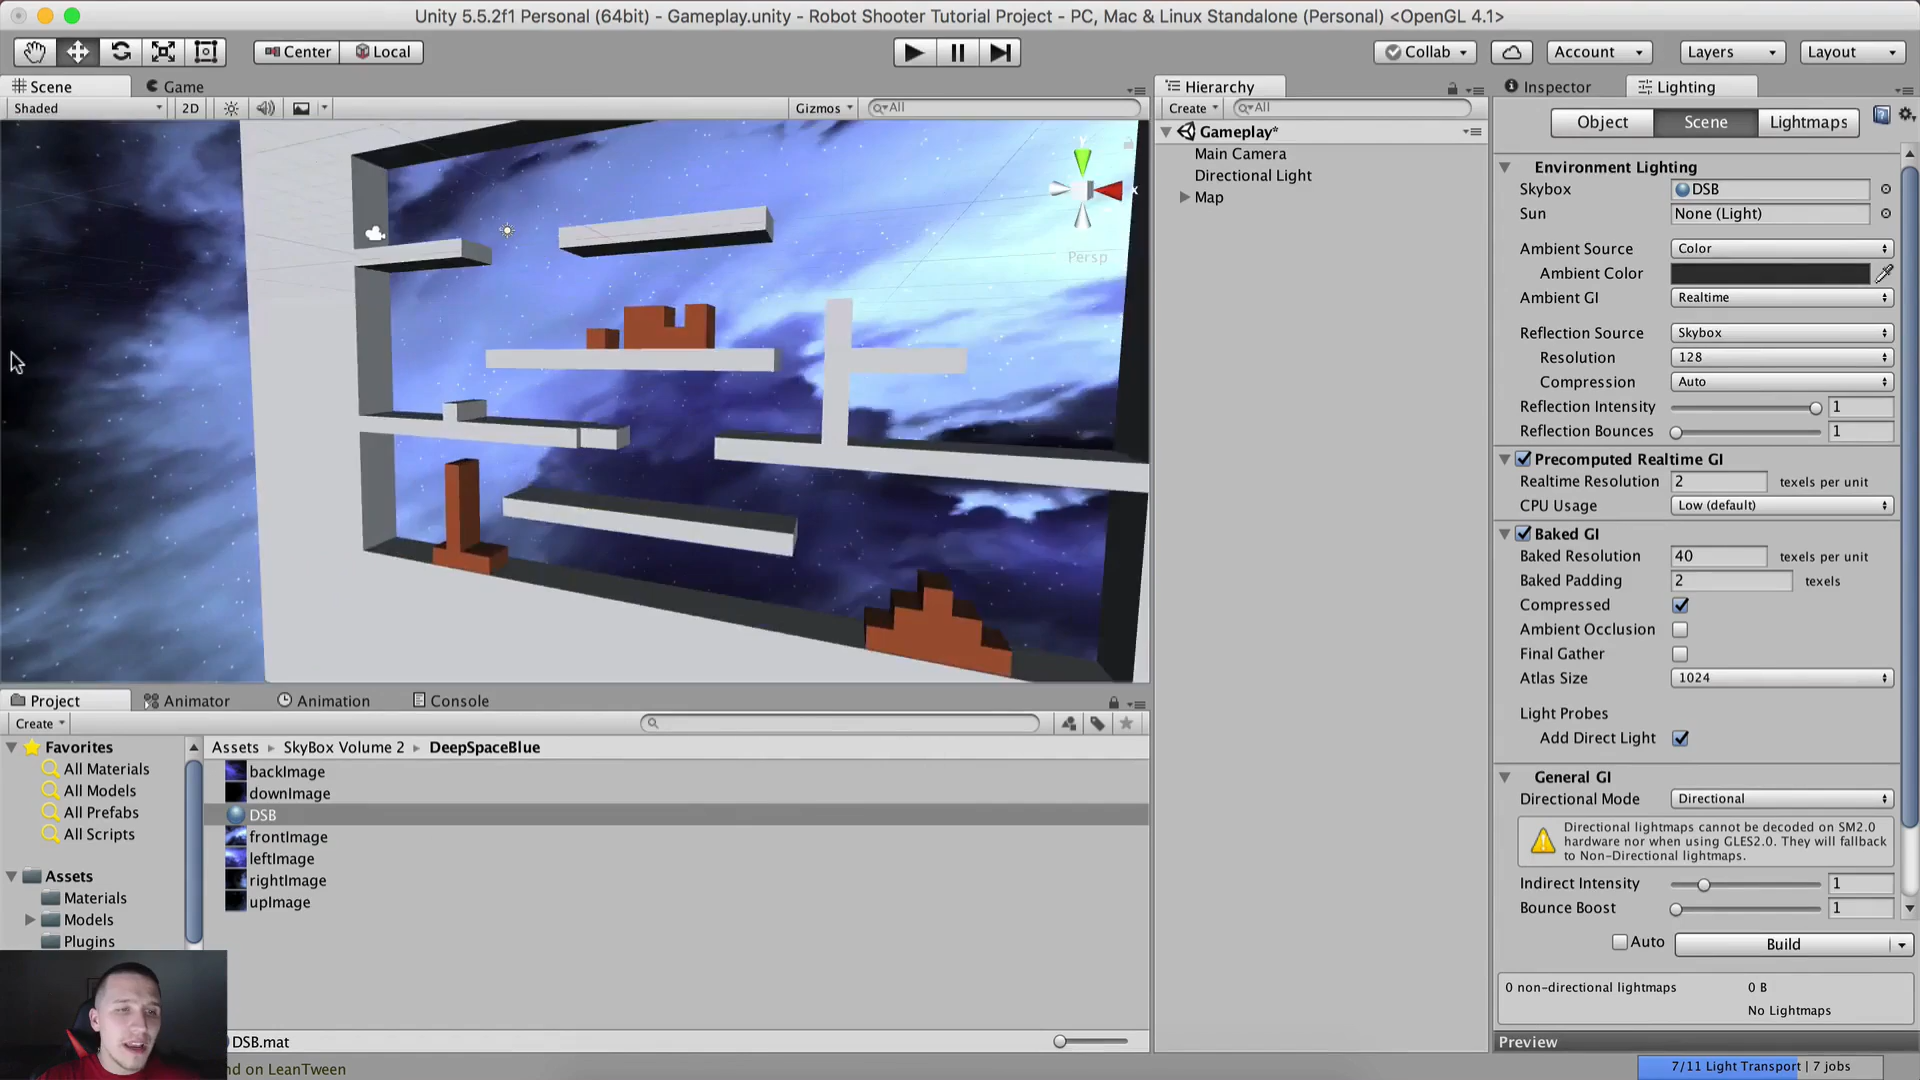 Unity 5.5.2f1 Personal (64bit) - Gameplay.unity - Robot Shooter Tutorial Project - PC, Mac & Linux Standalone (Personal) <OpenGL 4.1>
Center Local Collab Account Layers Layout
Scene Game
Shaded 2D Gizmos All
y
x
Persp
Hierarchy
Create All
Gameplay*
Main Camera
Directional Light
Map
Inspector Lighting
Object Scene Lightmaps
Environment Lighting
Skybox DSB
Sun None (Light)
Ambient Source Color
Ambient Color
Ambient GI Realtime
Reflection Source Skybox
Resolution 128
Compression Auto
Reflection Intensity 1
Reflection Bounces 1
Precomputed Realtime GI
Realtime Resolution 2 texels per unit
CPU Usage Low (default)
Baked GI
Baked Resolution 40 texels per unit
Baked Padding 2 texels
Compressed
Ambient Occlusion
Final Gather
Atlas Size 1024
Light Probes
Add Direct Light
General GI
Directional Mode Directional
Directional lightmaps cannot be decoded on SM2.0
hardware nor when using GLES2.0. They will fallback
to Non-Directional lightmaps.
Indirect Intensity 1
Bounce Boost 1
Auto Build
0 non-directional lightmaps 0 B
No Lightmaps
Preview
7/11 Light Transport | 7 jobs
Project Animator Animation Console
Create
Favorites
All Materials
All Models
All Prefabs
All Scripts
Assets
Materials
Models
Plugins
Assets SkyBox Volume 2 DeepSpaceBlue
backImage
downImage
DSB
frontImage
leftImage
rightImage
upImage
DSB.mat
nd on LeanTween